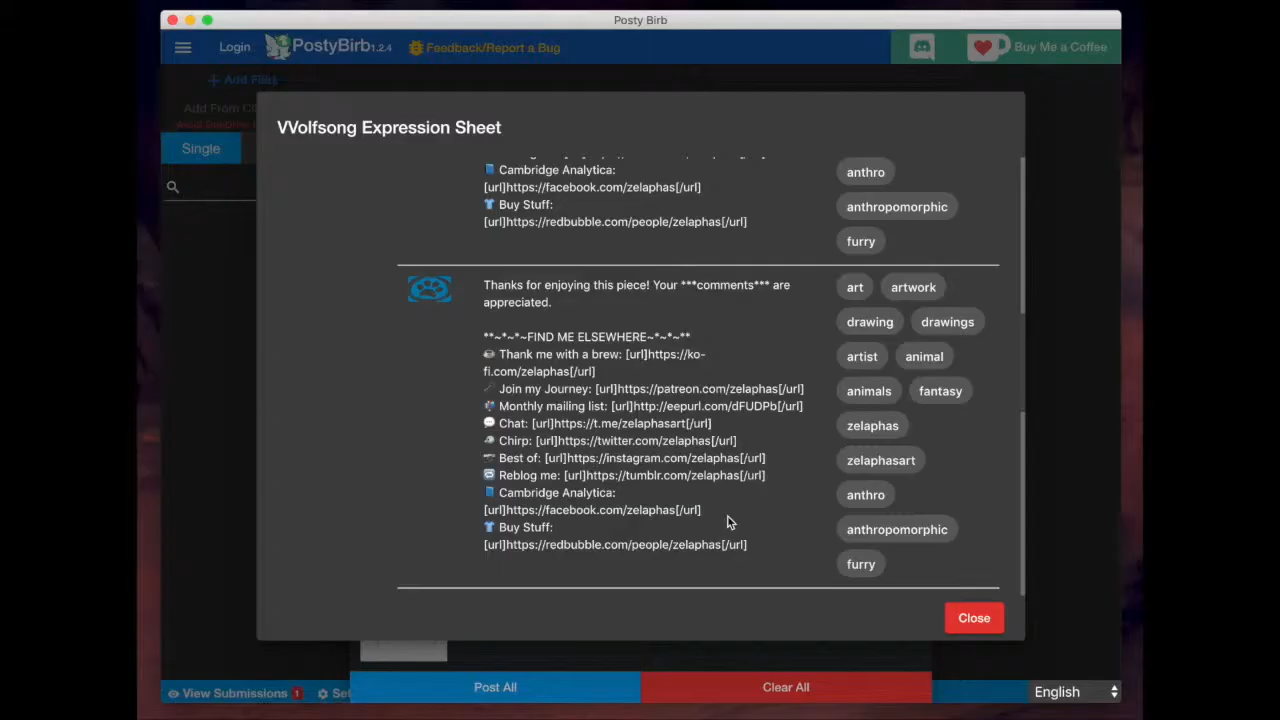 Posty Birb
Login
PostyBirb1.2.4
Feedback/Report a Bug
Buy Me a Coffee
Add Files
Add From
Single
VVolfsong Expression Sheet
Cambridge Analytica:
[url]https://facebook.com/zelaphas[/url]
Buy Stuff:
[url]https://redbubble.com/people/zelaphas[/url]
anthro
anthropomorphic
furry
Thanks for enjoying this piece! Your ***comments*** are
appreciated.
**~*~*~FIND ME ELSEWHERE~*~*~**
Thank me with a brew: [url]https://ko-
fi.com/zelaphas[/url]
Join my Journey: [url]https://patreon.com/zelaphas[/url]
Monthly mailing list: [url]http://eepurl.com/dFUDPb[/url]
Chat: [url]https://t.me/zelaphasart[/url]
Chirp: [url]https://twitter.com/zelaphas[/url]
Best of: [url]https://instagram.com/zelaphas[/url]
Reblog me: [url]https://tumblr.com/zelaphas[/url]
Cambridge Analytica:
[url]https://facebook.com/zelaphas[/url]
Buy Stuff:
[url]https://redbubble.com/people/zelaphas[/url]
art artwork
drawing drawings
artist animal
animals fantasy
zelaphas
zelaphasart
anthro
anthropomorphic
furry
Close
View Submissions 1
Set
Post All
Clear All
English